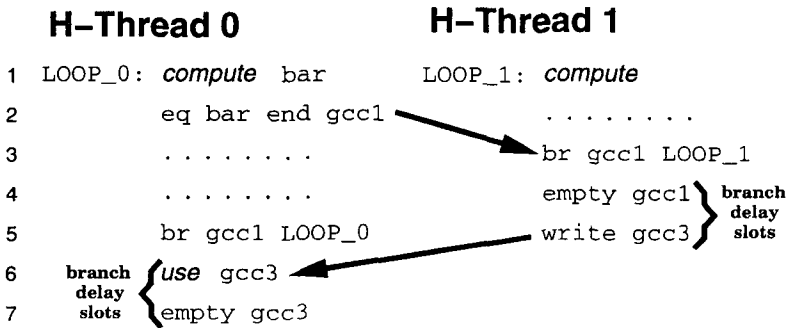 H–Thread 0 H–Thread 1
1 LOOP_0: compute bar LOOP_1: compute
2 eq bar end gcc1 . . . . . . . .
3 . . . . . . . . br gcc1 LOOP_1
4 . . . . . . . . empty gcc1 branch delay slots
5 br gcc1 LOOP_0 write gcc3
6 branch delay slots use gcc3
7 empty gcc3